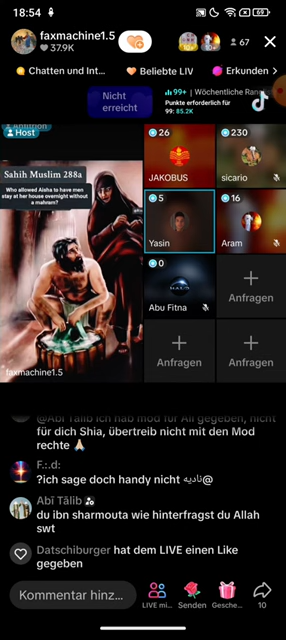 18:54
69
faxmachine1.5
37.9K
67
Chatten und Int...
Beliebte LIV
Erkunden
Nicht
erreicht
99+ | Wöchentliche Rang
Punkte erforderlich für
99: 85.2K
Host
Sahih Muslim 288a
Who allowed Aisha to have men
stay at her house overnight without
a mahram?
faxmachine1.5
26
JAKOBUS
230
sicario
5
Yasin
16
Aram
0
Abu Fitna
Anfragen
Anfragen
Anfragen
@Abī Tālib ich hab mod für Ali gegeben, nicht
für dich Shia, übertreib nicht mit den Mod
rechte 🙏🏻
F.:.d:
?ich sage doch handy nicht نادیه@
Abī Tālib
du ibn sharmouta wie hinterfragst du Allah
swt
Datschiburger hat dem LIVE einen Like
gegeben
Kommentar hinz...
LIVE mi...
Senden
Gesche...
10